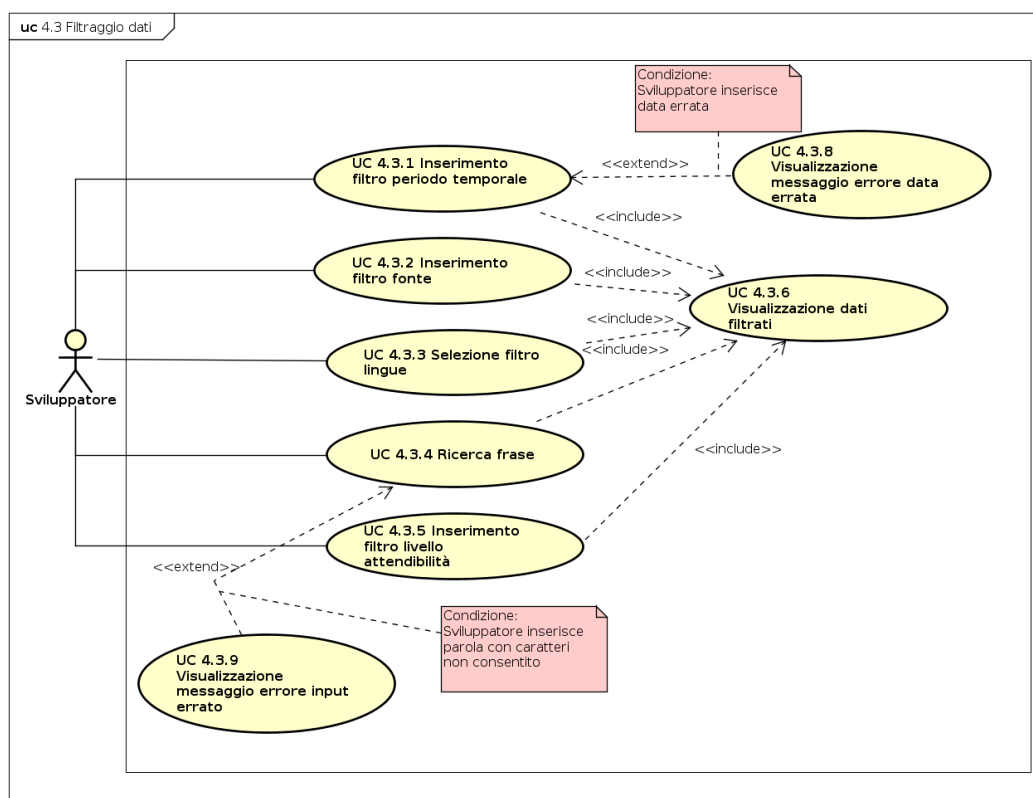 uc 4.3 Filtraggio dati
Condizione:
Sviluppatore inserisce
data errata
UC 4.3.1 Inserimento
filtro periodo temporale
<<extend>>
UC 4.3.8
Visualizzazione
messaggio errore data
errata
<<include>>
UC 4.3.2 Inserimento
filtro fonte
<<include>>
UC 4.3.6
Visualizzazione dati
filtrati
<<include>>
UC 4.3.3 Selezione filtro
lingue
<<include>>
Sviluppatore
UC 4.3.4 Ricerca frase
<<include>>
UC 4.3.5 Inserimento
filtro livello
attendibilità
<<extend>>
Condizione:
Sviluppatore inserisce
parola con caratteri
non consentito
UC 4.3.9
Visualizzazione
messaggio errore input
errato